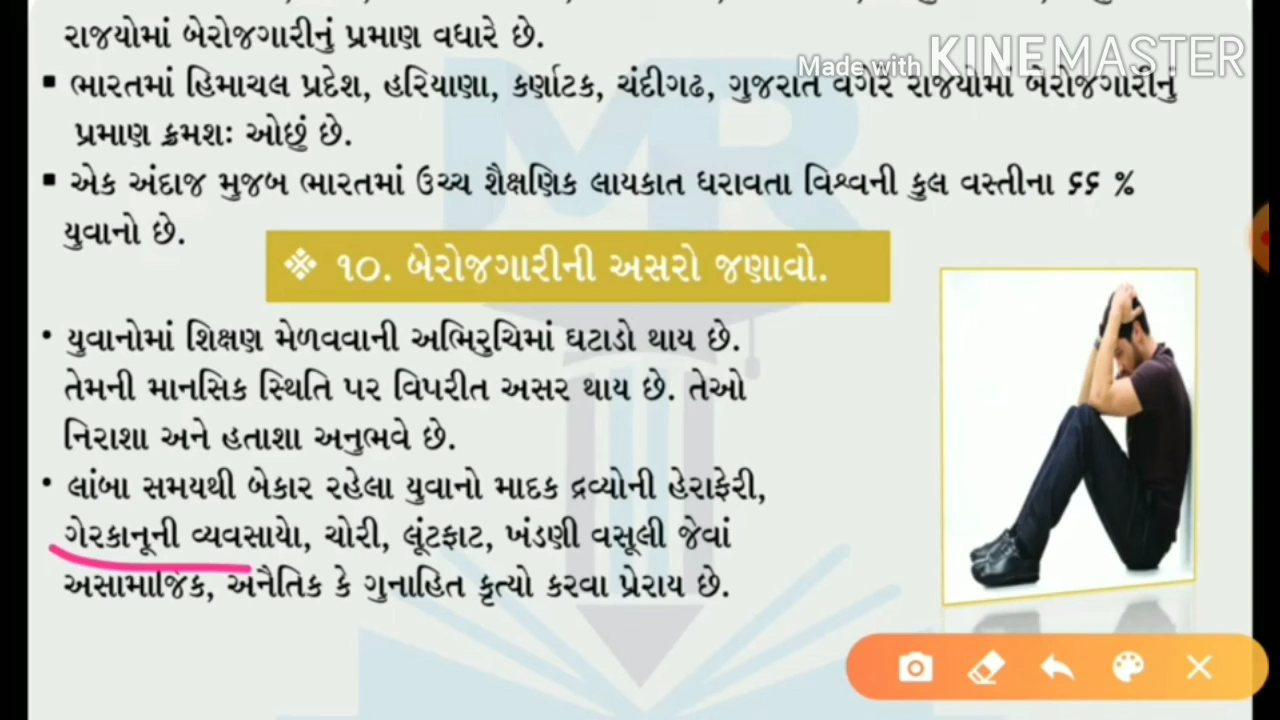 રાજયોમાં બેરોજગારીનું પ્રમાણ વધારે છે.
Made with KINEMASTER
▪ ભારતમાં હિમાચલ પ્રદેશ, હરિયાણા, કર્ણાટક, ચંદીગઢ, ગુજરાત વગેરે રાજયોમાં બેરોજગારીનું
પ્રમાણ ક્રમશઃ ઓછું છે.
▪ એક અંદાજ મુજબ ભારતમાં ઉચ્ચ શૈક્ષણિક લાયકાત ધરાવતા વિશ્વની કુલ વસ્તીના ૬૬ %
યુવાનો છે.
❖ ૧૦. બેરોજગારીની અસરો જણાવો.
• યુવાનોમાં શિક્ષણ મેળવવાની અભિરુચિમાં ઘટાડો થાય છે.
તેમની માનસિક સ્થિતિ પર વિપરીત અસર થાય છે. તેઓ
નિરાશા અને હતાશા અનુભવે છે.
• લાંબા સમયથી બેકાર રહેલા યુવાનો માદક દ્રવ્યોની હેરાફેરી,
ગેરકાનૂની વ્યવસાયો, ચોરી, લૂંટફાટ, ખંડણી વસૂલી જેવાં
અસામાજિક, અનૈતિક કે ગુનાહિત કૃત્યો કરવા પ્રેરાય છે.
MR